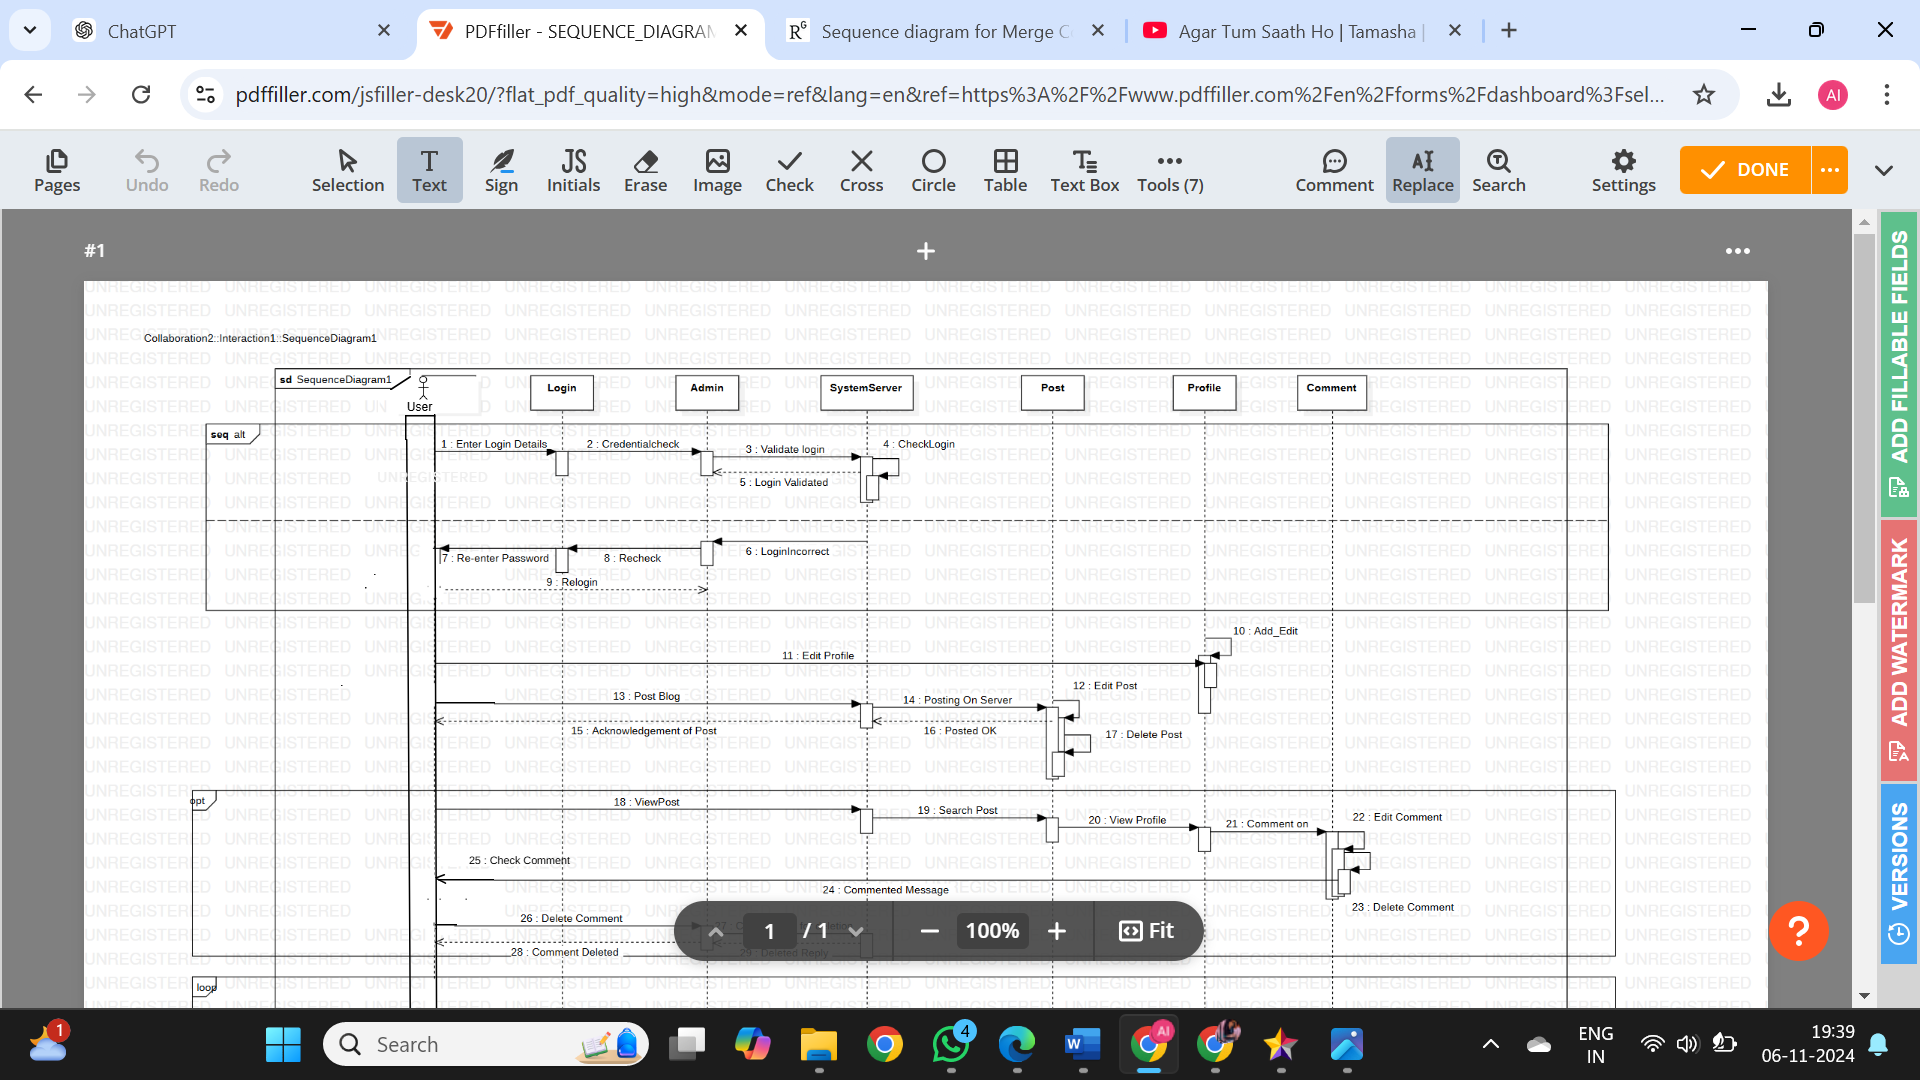 ChatGPT
PDFfiller - SEQUENCE_DIAGRAM
Sequence diagram for Merge C
Agar Tum Saath Ho | Tamasha |
pdffiller.com/jsfiller-desk20/?flat_pdf_quality=high&mode=ref&lang=en&ref=https%3A%2F%2Fwww.pdffiller.com%2Fen%2Fforms%2Fdashboard%3Fsel...
AI
Pages
Undo
Redo
Selection
Text
Sign
Initials
Erase
Image
Check
Cross
Circle
Table
Text Box
Tools (7)
Comment
Replace
Search
Settings
DONE
#1
ADD FILLABLE FIELDS
ADD WATERMARK
VERSIONS
UNREGISTERED
Collaboration2::Interaction1::SequenceDiagram1
sd SequenceDiagram1
User
Login
Admin
SystemServer
Post
Profile
Comment
seq alt
1 : Enter Login Details
2 : Credentialcheck
3 : Validate login
4 : CheckLogin
5 : Login Validated
6 : LoginIncorrect
7 : Re-enter Password
8 : Recheck
9 : Relogin
10 : Add_Edit
11 : Edit Profile
12 : Edit Post
13 : Post Blog
14 : Posting On Server
15 : Acknowledgement of Post
16 : Posted OK
17 : Delete Post
opt
18 : ViewPost
19 : Search Post
20 : View Profile
21 : Comment on
22 : Edit Comment
25 : Check Comment
24 : Commented Message
23 : Delete Comment
26 : Delete Comment
28 : Comment Deleted
29 : Deleted Reply
loop
1 / 1
100%
Fit
?
1
Search
4
AI
ENG
IN
19:39
06-11-2024